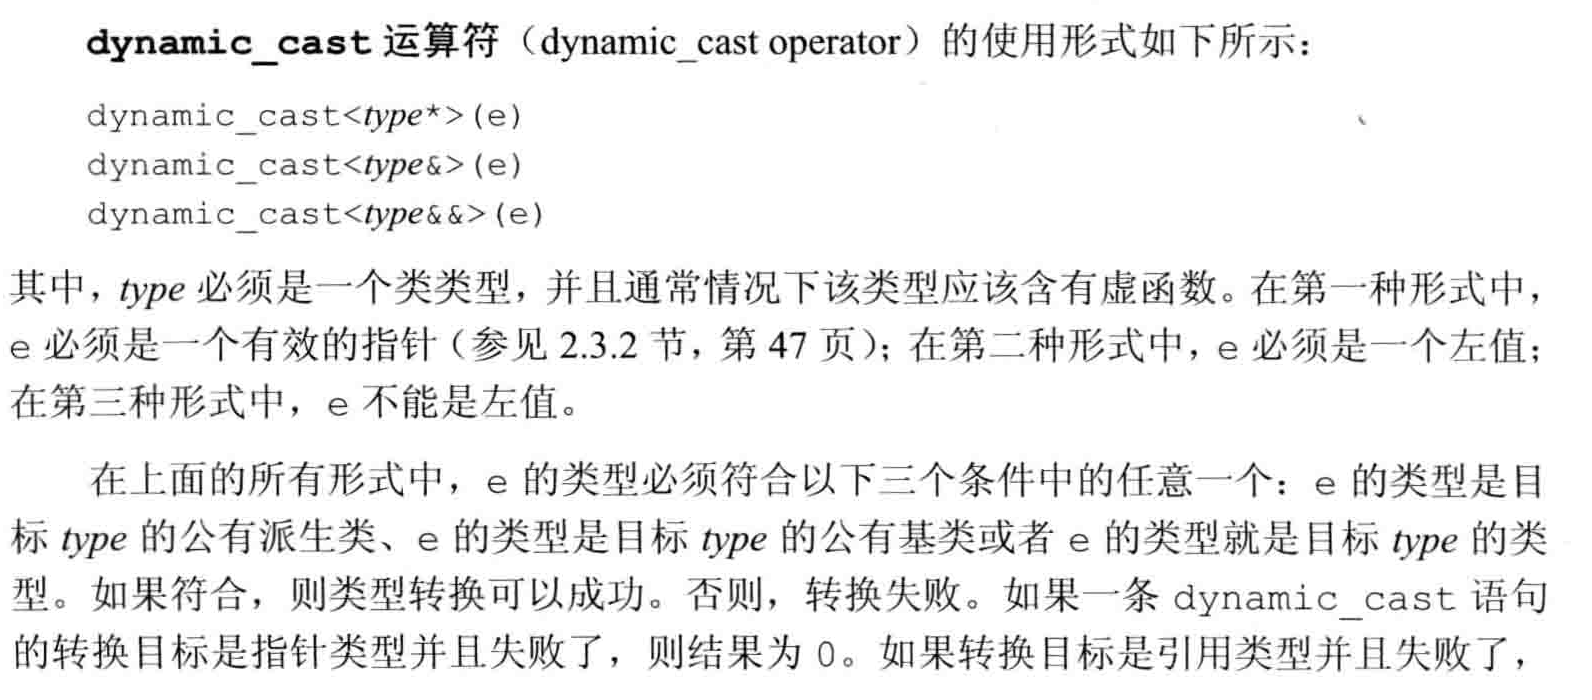 dynamic_cast 运算符（dynamic_cast operator）的使用形式如下所示：
dynamic_cast<type*>(e)
dynamic_cast<type&>(e)
dynamic_cast<type&&>(e)
其中，type 必须是一个类类型，并且通常情况下该类型应该含有虚函数。在第一种形式中，
e 必须是一个有效的指针（参见 2.3.2 节，第 47 页）；在第二种形式中，e 必须是一个左值；
在第三种形式中，e 不能是左值。
在上面的所有形式中，e 的类型必须符合以下三个条件中的任意一个：e 的类型是目
标 type 的公有派生类、e 的类型是目标 type 的公有基类或者 e 的类型就是目标 type 的类
型。如果符合，则类型转换可以成功。否则，转换失败。如果一条 dynamic_cast 语句
的转换目标是指针类型并且失败了，则结果为 0。如果转换目标是引用类型并且失败了，